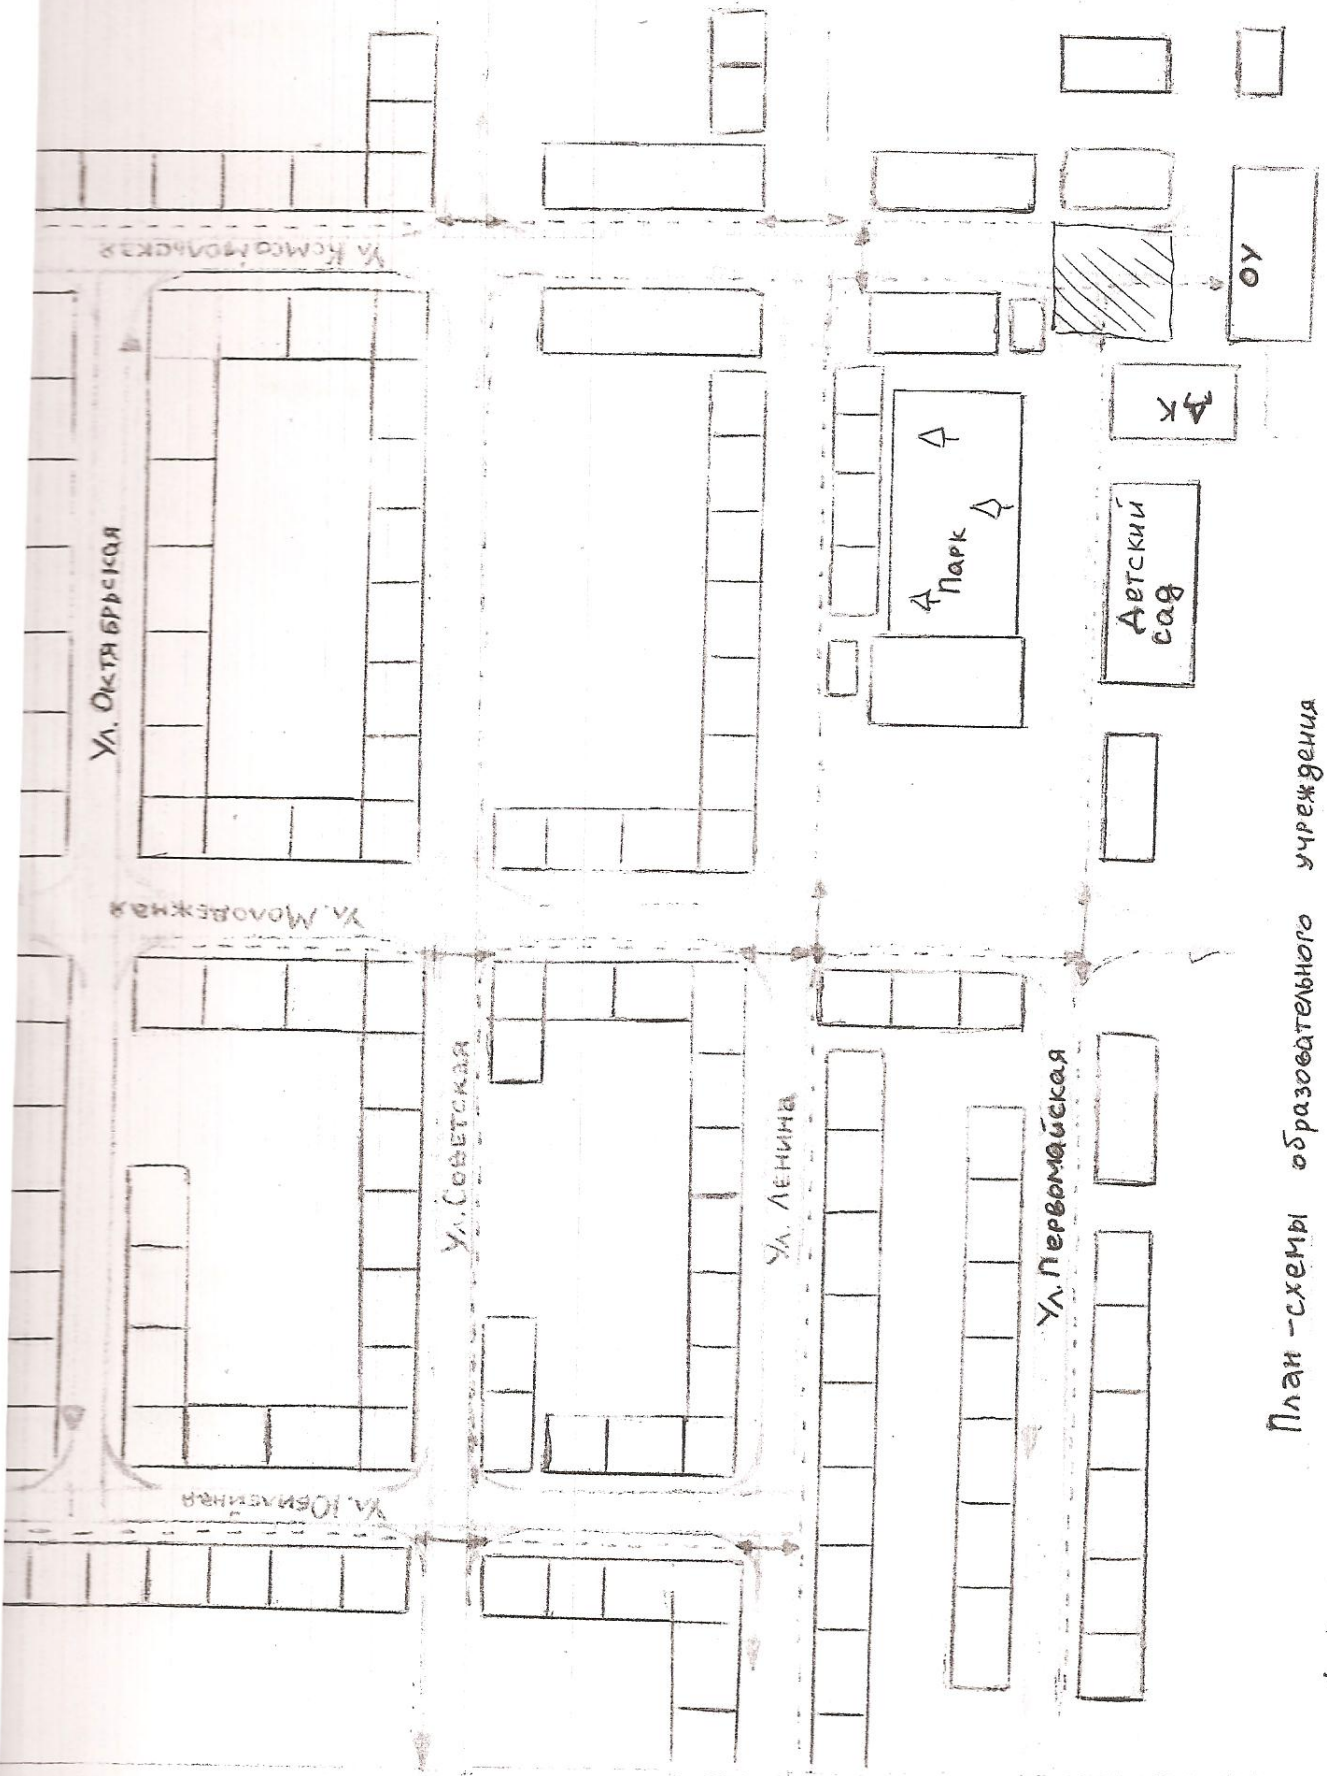 Ул. Комсомольская
Ул. Октябрьская
Ул. Молодежная
Ул. Советская
Ул. Ленина
Ул. Первомайская
Ул. Юбилейная
Парк
Детский
сад
ДК
ОУ
План-схемы образовательного учреждения